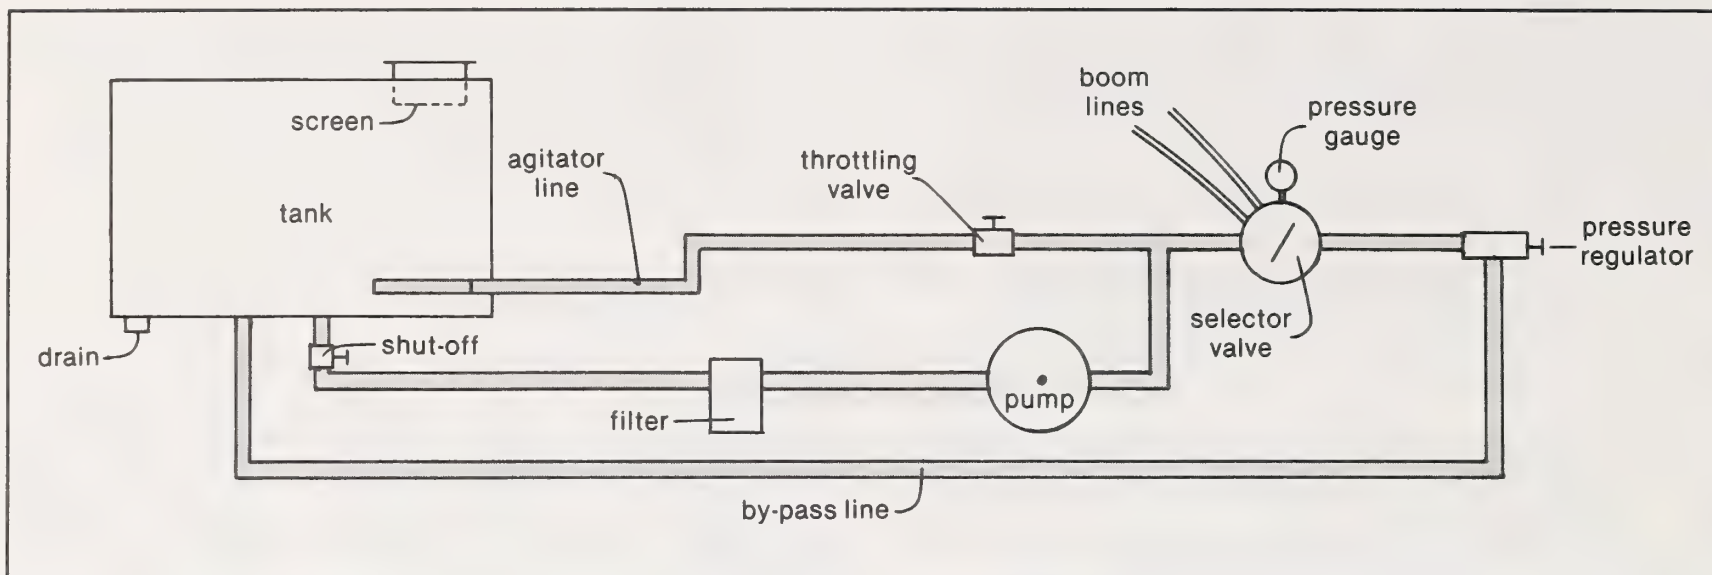 screen
tank
drain
shut-off
agitator
line
filter
throttling
valve
pump
boom
lines
pressure
gauge
selector
valve
pressure
regulator
by-pass line